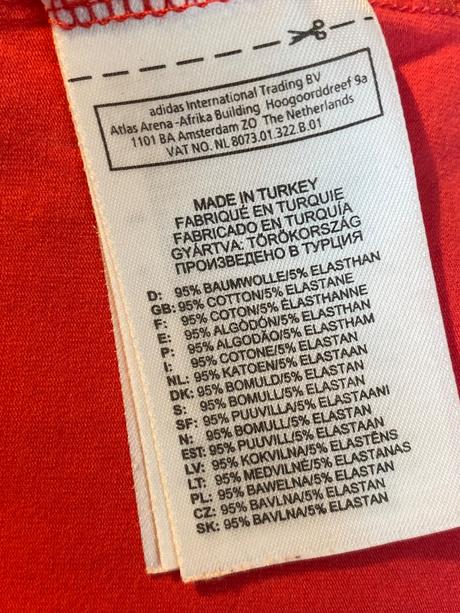 adidas International Trading BV
Atlas Arena -Afrika Building Hoogoorddreef 9a
1101 BA Amsterdam ZO The Netherlands
VAT NO. NL 8073.01.322.B.01
MADE IN TURKEY
FABRIQUÉ EN TURQUIE
FABRICADO EN TURQUÍA
GYÁRTVA: TÖRÖKORSZÁG
ПРОИЗВЕДЕНО В ТУРЦИЯ
D: 95% BAUMWOLLE/5% ELASTHAN
GB: 95% COTTON/5% ELASTANE
F: 95% COTON/5% ÉLASTHANNE
E: 95% ALGÓDÓN/5% ELASTHAN
P: 95% ALGODÃO/5% ELASTHAM
I: 95% COTONE/5% ELASTAN
NL: 95% KATOEN/5% ELASTAAN
DK: 95% BOMULD/5% ELASTAN
S: 95% BOMULL/5% ELASTAN
SF: 95% PUUVILLA/5% ELASTAANI
N: 95% BOMULL/5% ELASTAN
EST: 95% PUUVILL/5% ELASTAAN
LV: 95% KOKVILNA/5% ELASTĒNS
LT: 95% MEDVILNĖ/5% ELASTANAS
PL: 95% BAWELNA/5% ELASTAN
CZ: 95% BAVLNA/5% ELASTAN
SK: 95% BAVLNA/5% ELASTAN